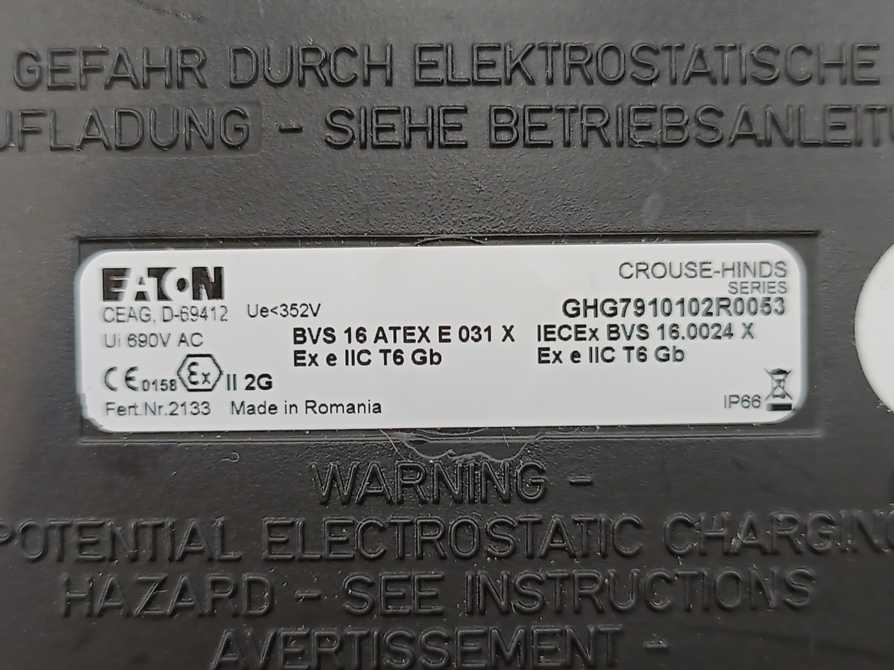 GEFAHR DURCH ELEKTROSTATISCHE
UFLADUNG - SIEHE BETRIEBSANLEITU
EATON
CROUSE-HINDS
SERIES
CEAG, D-69412 Ue<352V
GHG7910102R0053
Ui 690V AC
BVS 16 ATEX E 031 X
IECEx BVS 16.0024 X
Ex e IIC T6 Gb
Ex e IIC T6 Gb
CE 0158 Ex II 2G
Fert.Nr.2133 Made in Romania
IP66
WARNING -
POTENTIAL ELECTROSTATIC CHARGING
HAZARD - SEE INSTRUCTIONS
AVERTISSEMENT -